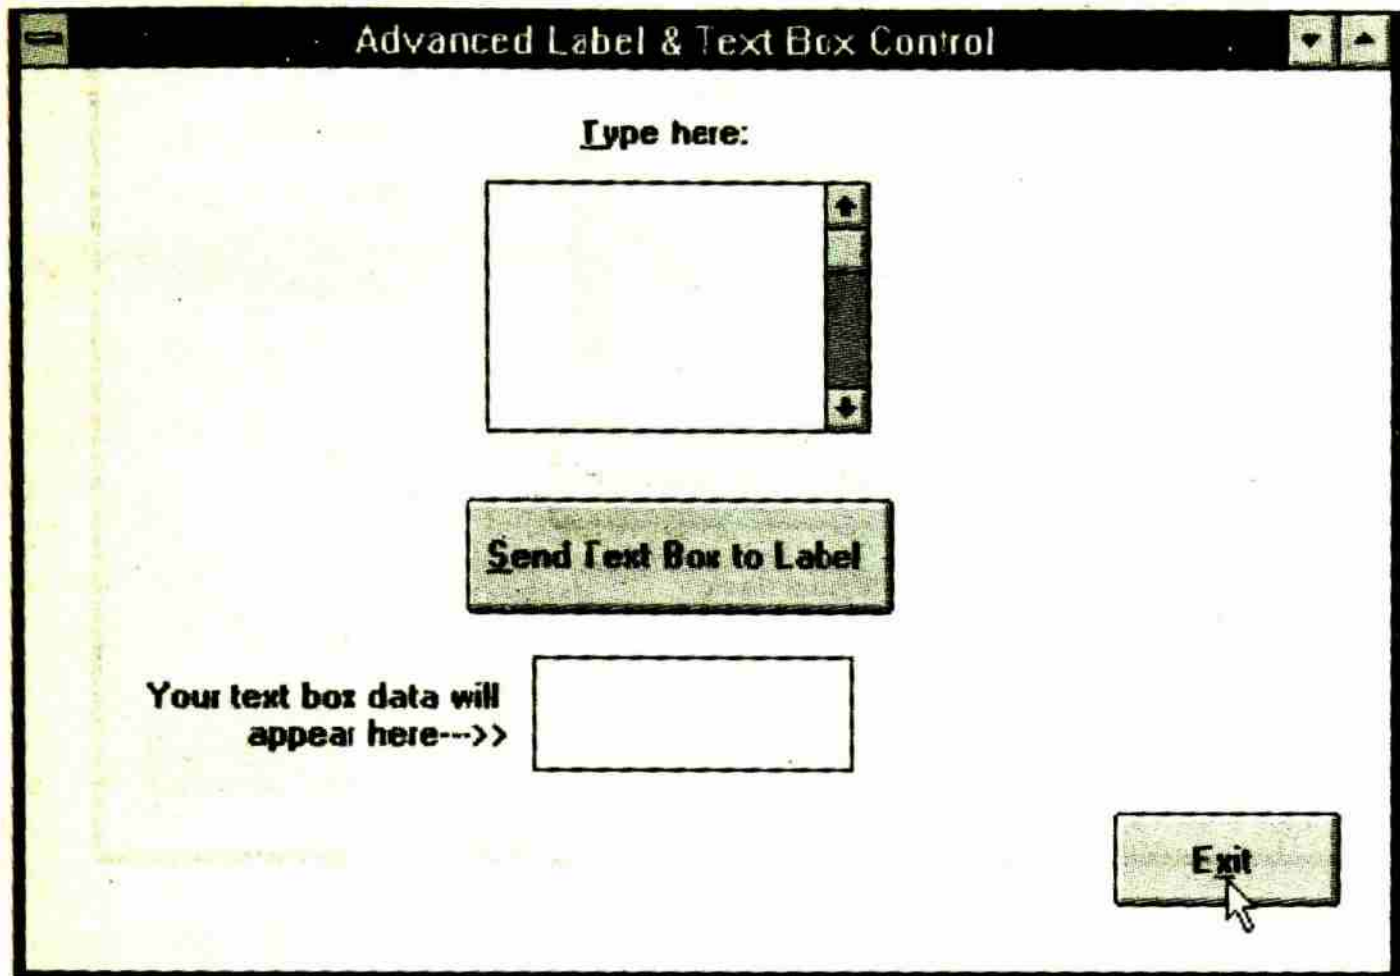 Advanced Label & Text Box Control
Type here:
Send Text Box to Label
Your text box data will
appear here--->>
Exit